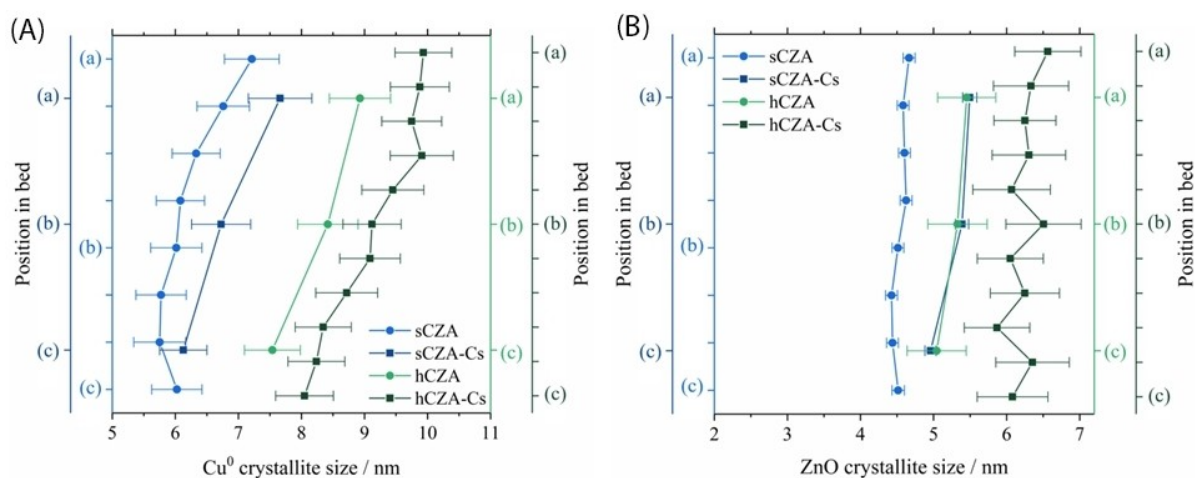 (A)
(a)
(a)
(b)
(b)
(c)
(c)
Position in bed
Position in bed
(a)
(b)
(c)
(a)
(b)
(c)
sCZA
sCZA-Cs
hCZA
hCZA-Cs
5 6 7 8 9 10 11
Cu⁰ crystallite size / nm
(B)
(a)
(a)
(b)
(b)
(c)
(c)
Position in bed
Position in bed
(a)
(b)
(c)
(a)
(b)
(c)
sCZA
sCZA-Cs
hCZA
hCZA-Cs
2 3 4 5 6 7
ZnO crystallite size / nm